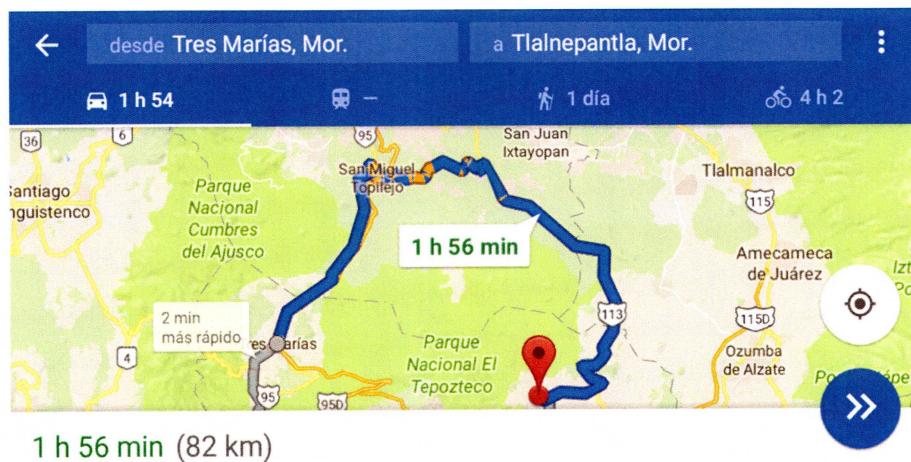 desde Tres Marías, Mor.
a Tlalnepantla, Mor.
1 h 54
–
1 día
4 h 2
36
6
95
San Juan
Ixtayopan
Santiago
nguistenco
Parque
Nacional
Cumbres
del Ajusco
San Miguel
Topilejo
Tlalmanalco
115
1 h 56 min
Amecameca
de Juárez
Izt
Po
2 min
más rápido
res Marías
113
115D
4
Parque
Nacional El
Tepozteco
Ozumba
de Alzate
95
95D
1 h 56 min (82 km)